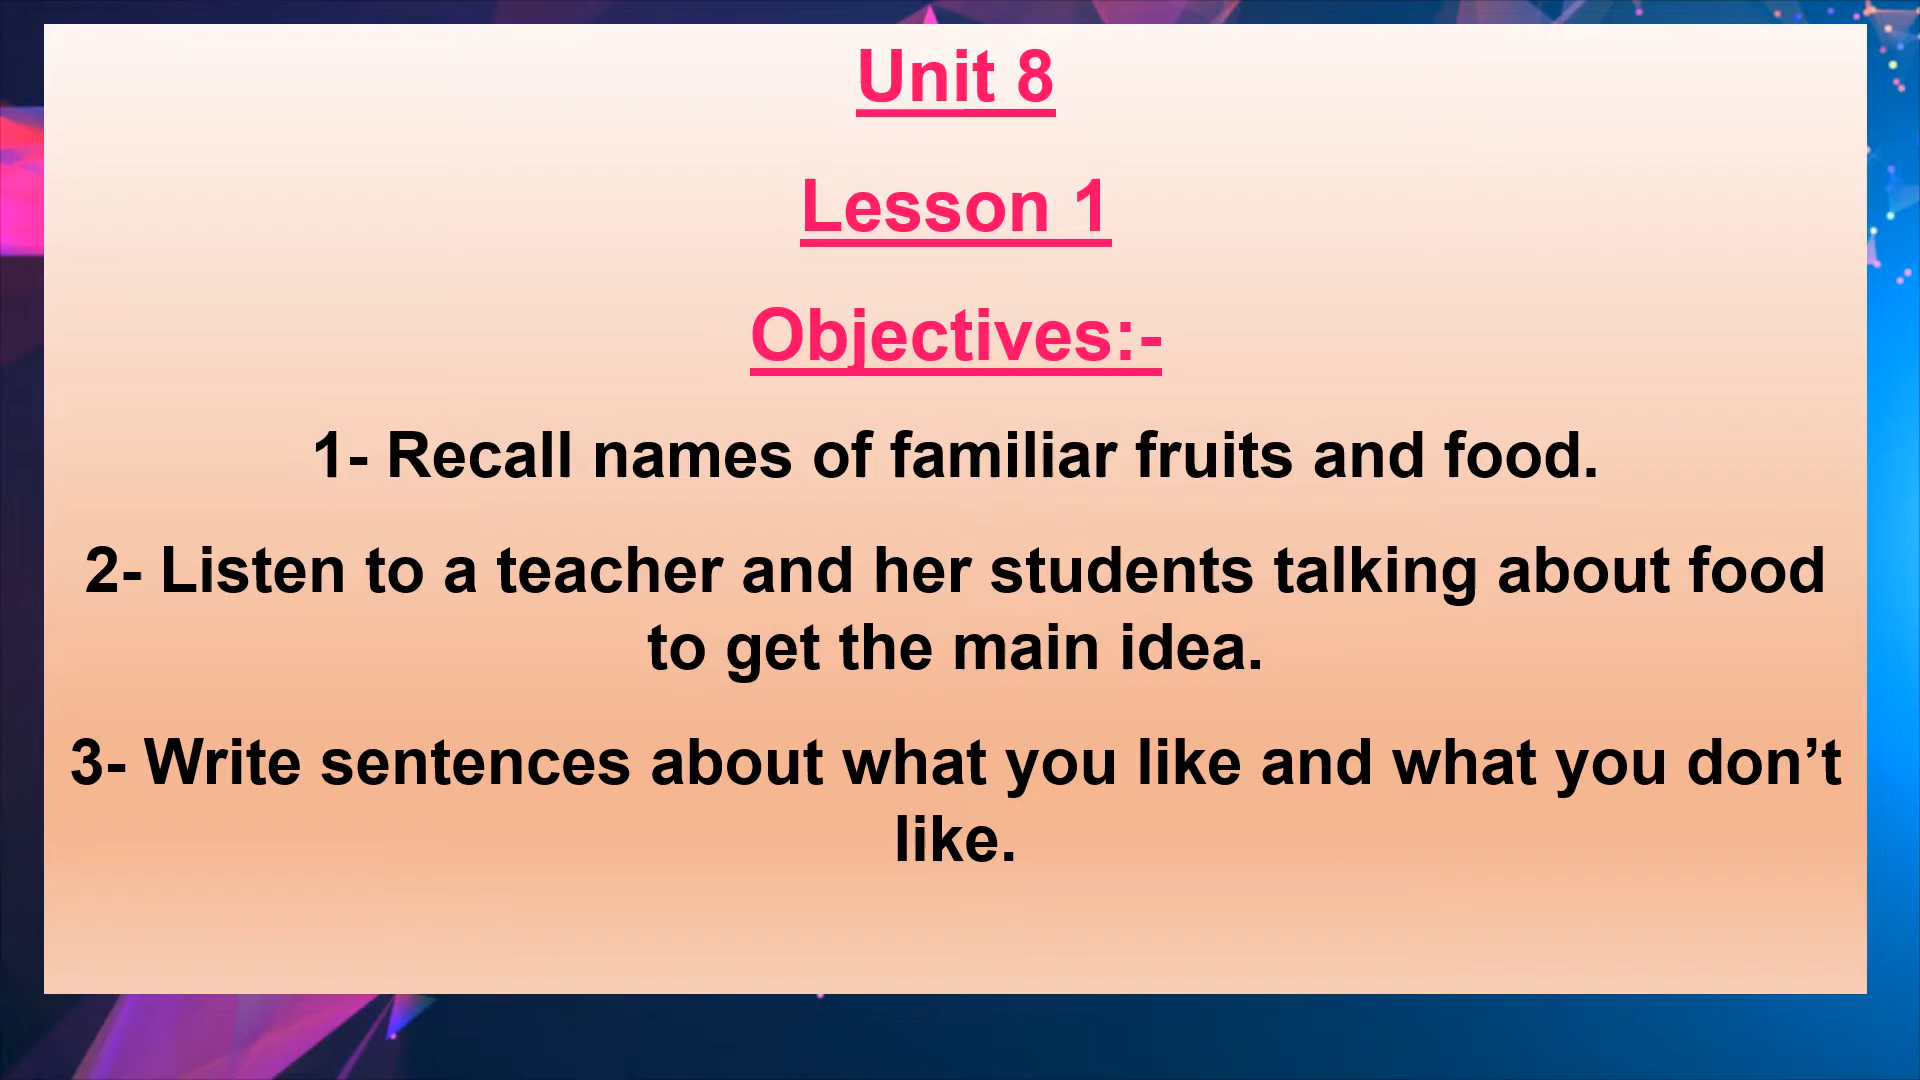 Unit 8
Lesson 1
Objectives:-
1- Recall names of familiar fruits and food.
2- Listen to a teacher and her students talking about food
to get the main idea.
3- Write sentences about what you like and what you don’t
like.